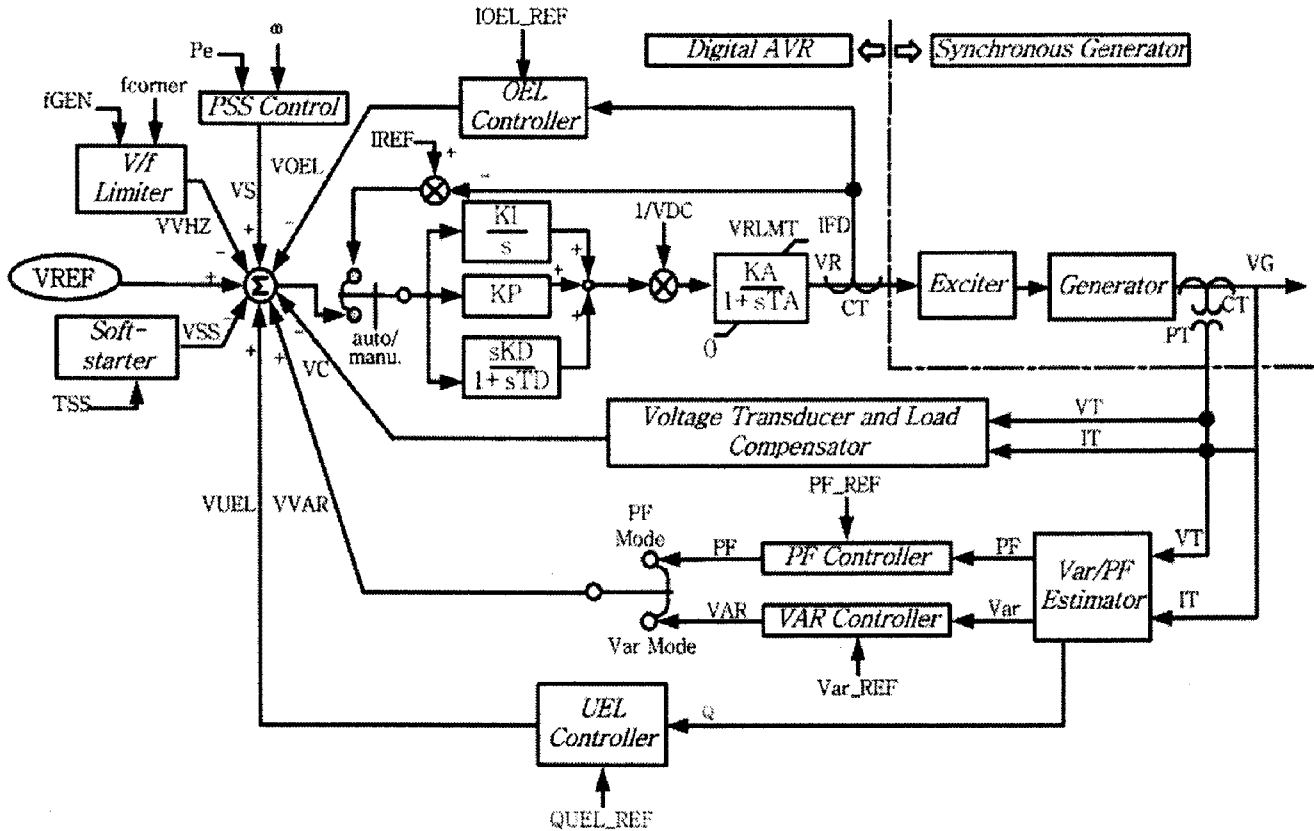 IOEL_REF
Digital AVR
Synchronous Generator
Pe
ω
fcorner
fGEN
PSS Control
OEL
Controller
V/f
Limiter
IREF
+
-
VOEL
VS
VVHZ
1/VDC
VRLMT
IFD
VR
KI
s
KP
sKD
1+sTD
KA
1+sTA
0
CT
Exciter
Generator
VG
CT
PT
VREF
Σ
+
+
-
-
-
-
+
+
+
+
+
auto/
manu.
Soft-
starter
VSS
TSS
VC
Voltage Transducer and Load
Compensator
VT
IT
PF_REF
VUEL
VVAR
PF
Mode
PF
PF Controller
PF
VT
Var/PF
Estimator
IT
VAR
VAR Controller
Var
Var Mode
Var_REF
UEL
Controller
Q
QUEL_REF